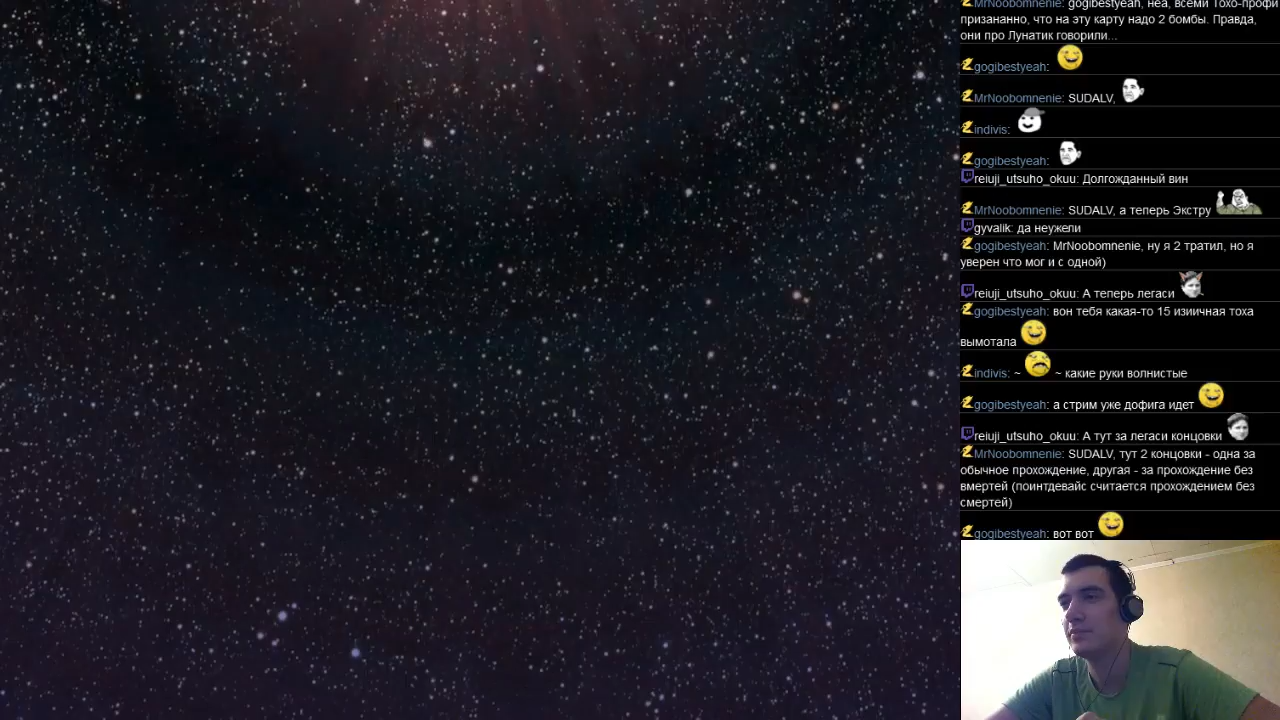 MrNoobomnenie: gogibestyeah, неа, всеми Тохо-профи
призананно, что на эту карту надо 2 бомбы. Правда,
они про Лунатик говорили...
gogibestyeah:
MrNoobomnenie: SUDALV,
indivis:
gogibestyeah:
reiuji_utsuho_okuu: Долгожданный вин
MrNoobomnenie: SUDALV, а теперь Экстру
gyvalik: да неужели
gogibestyeah: MrNoobomnenie, ну я 2 тратил, но я
уверен что мог и с одной)
reiuji_utsuho_okuu: А теперь легаси
gogibestyeah: вон тебя какая-то 15 изиичная тоха
вымотала
indivis: ~ ~ какие руки волнистые
gogibestyeah: а стрим уже дофига идет
reiuji_utsuho_okuu: А тут за легаси концовки
MrNoobomnenie: SUDALV, тут 2 концовки - одна за
обычное прохождение, другая - за прохождение без
вмертей (поинтдевайс считается прохождением без
смертей)
gogibestyeah: вот вот